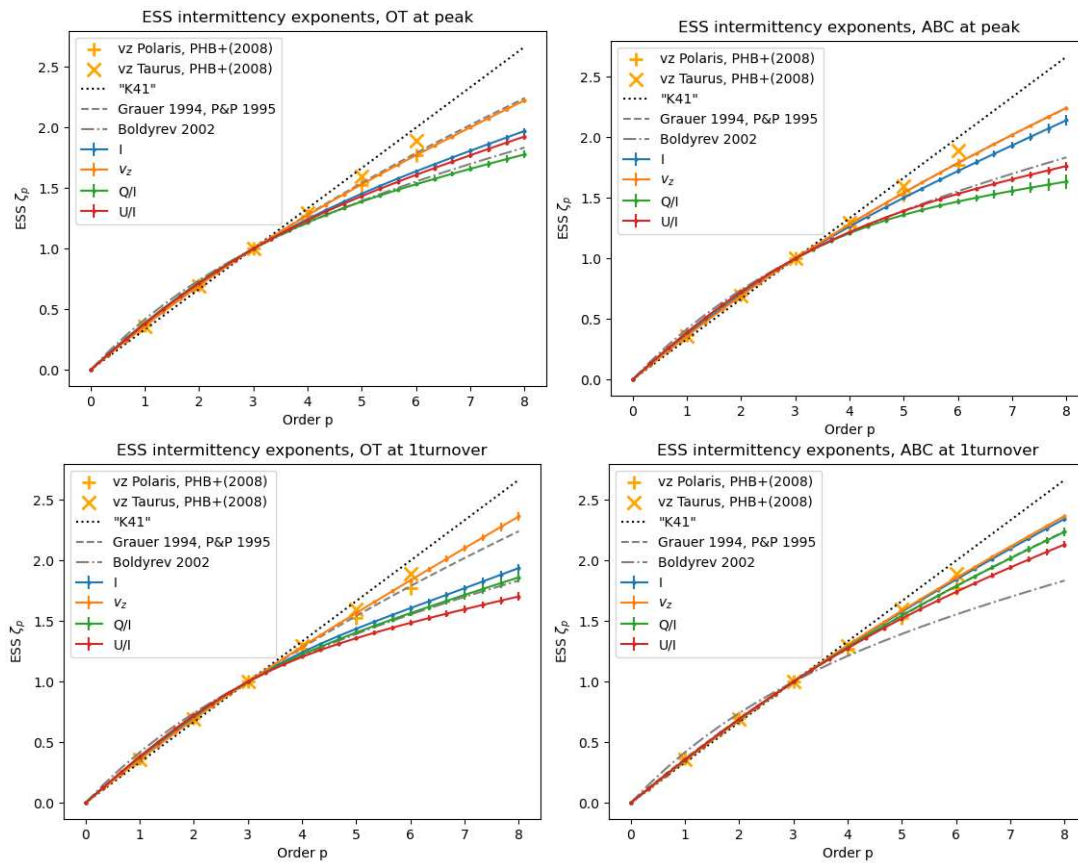 ESS intermittency exponents, OT at peak
vz Polaris, PHB+(2008)
vz Taurus, PHB+(2008)
"K41"
Grauer 1994, P&P 1995
Boldyrev 2002
I
v_z
Q/I
U/I
ESS ζ_p
2.5
2.0
1.5
1.0
0.5
0.0
0 1 2 3 4 5 6 7 8
Order p
ESS intermittency exponents, ABC at peak
vz Polaris, PHB+(2008)
vz Taurus, PHB+(2008)
"K41"
Grauer 1994, P&P 1995
Boldyrev 2002
I
v_z
Q/I
U/I
ESS ζ_p
2.5
2.0
1.5
1.0
0.5
0.0
0 1 2 3 4 5 6 7 8
Order p
ESS intermittency exponents, OT at 1turnover
vz Polaris, PHB+(2008)
vz Taurus, PHB+(2008)
"K41"
Grauer 1994, P&P 1995
Boldyrev 2002
I
v_z
Q/I
U/I
ESS ζ_p
2.5
2.0
1.5
1.0
0.5
0.0
0 1 2 3 4 5 6 7 8
Order p
ESS intermittency exponents, ABC at 1turnover
vz Polaris, PHB+(2008)
vz Taurus, PHB+(2008)
"K41"
Grauer 1994, P&P 1995
Boldyrev 2002
I
v_z
Q/I
U/I
ESS ζ_p
2.5
2.0
1.5
1.0
0.5
0.0
0 1 2 3 4 5 6 7 8
Order p